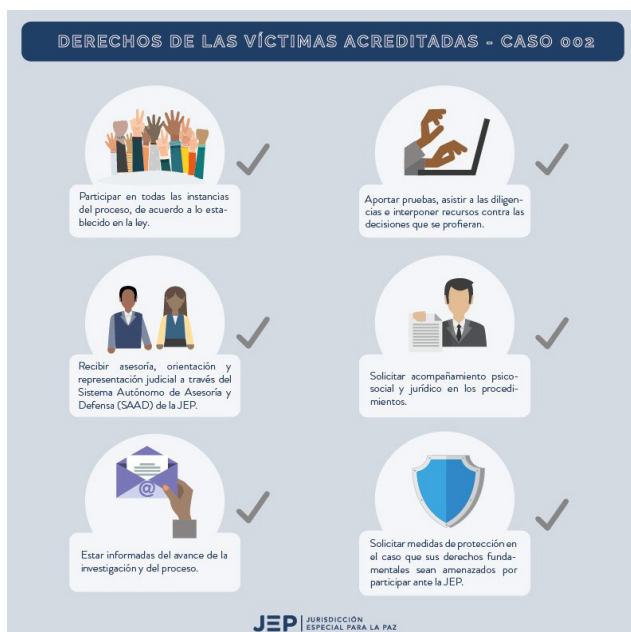 DERECHOS DE LAS VÍCTIMAS ACREDITADAS - CASO 002
Participar en todas las instancias
del proceso, de acuerdo a lo esta-
blecido en la ley.
Aportar pruebas, asistir a las diligen-
cias e interponer recursos contra las
decisiones que se profieran.
Recibir asesoría, orientación y
representación judicial a través del
Sistema Autónomo de Asesoría y
Defensa (SAAD) de la JEP.
Solicitar acompañamiento psico-
social y jurídico en los procedi-
mientos.
@
Estar informadas del avance de la
investigación y del proceso.
Solicitar medidas de protección en
el caso que sus derechos funda-
mentales sean amenazados por
participar ante la JEP.
JEP JURISDICCIÓN
ESPECIAL PARA LA PAZ